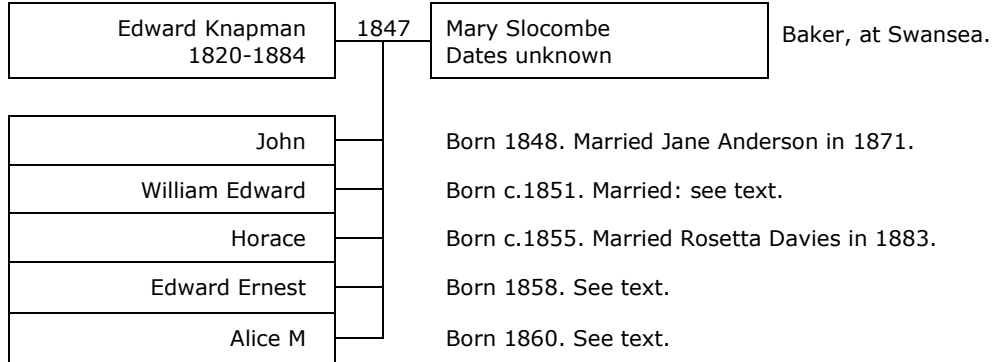 Edward Knapman
1820-1884
1847
Mary Slocombe
Dates unknown
Baker, at Swansea.
John
Born 1848. Married Jane Anderson in 1871.
William Edward
Born c.1851. Married: see text.
Horace
Born c.1855. Married Rosetta Davies in 1883.
Edward Ernest
Born 1858. See text.
Alice M
Born 1860. See text.